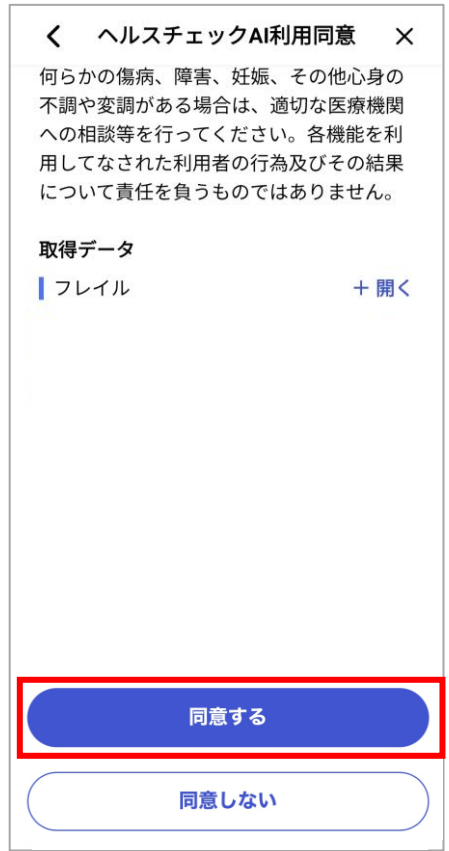 ヘルスチェックAI利用同意
何らかの傷病、障害、妊娠、その他心身の
不調や変調がある場合は、適切な医療機関
への相談等を行ってください。各機能を利
用してなされた利用者の行為及びその結果
について責任を負うものではありません。
取得データ
フレイル ＋ 開く
同意する
同意しない